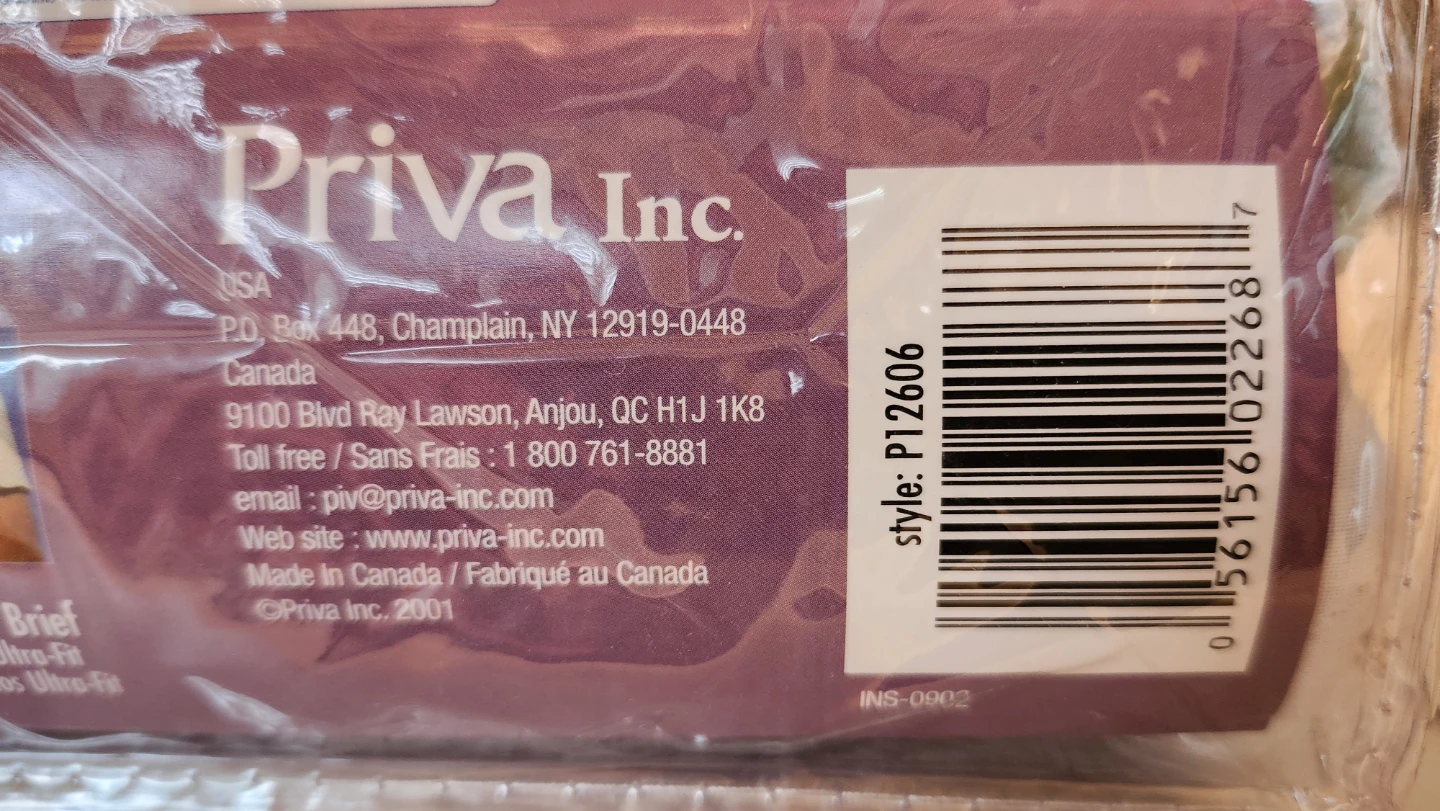 Priva Inc.
USA
P.O, Box 448, Champlain, NY 12919-0448
Canada
9100 Blvd Ray Lawson, Anjou, QC H1J 1K8
Toll free / Sans Frais : 1 800 761-8881
email : piv@priva-inc.com
Web site : www.priva-inc.com
Made In Canada / Fabriqué au Canada
©Priva Inc. 2001
Brief
Ultra-Fit
os Ultra-Fit
style: P12606
0 56156 02268 7
INS-0902